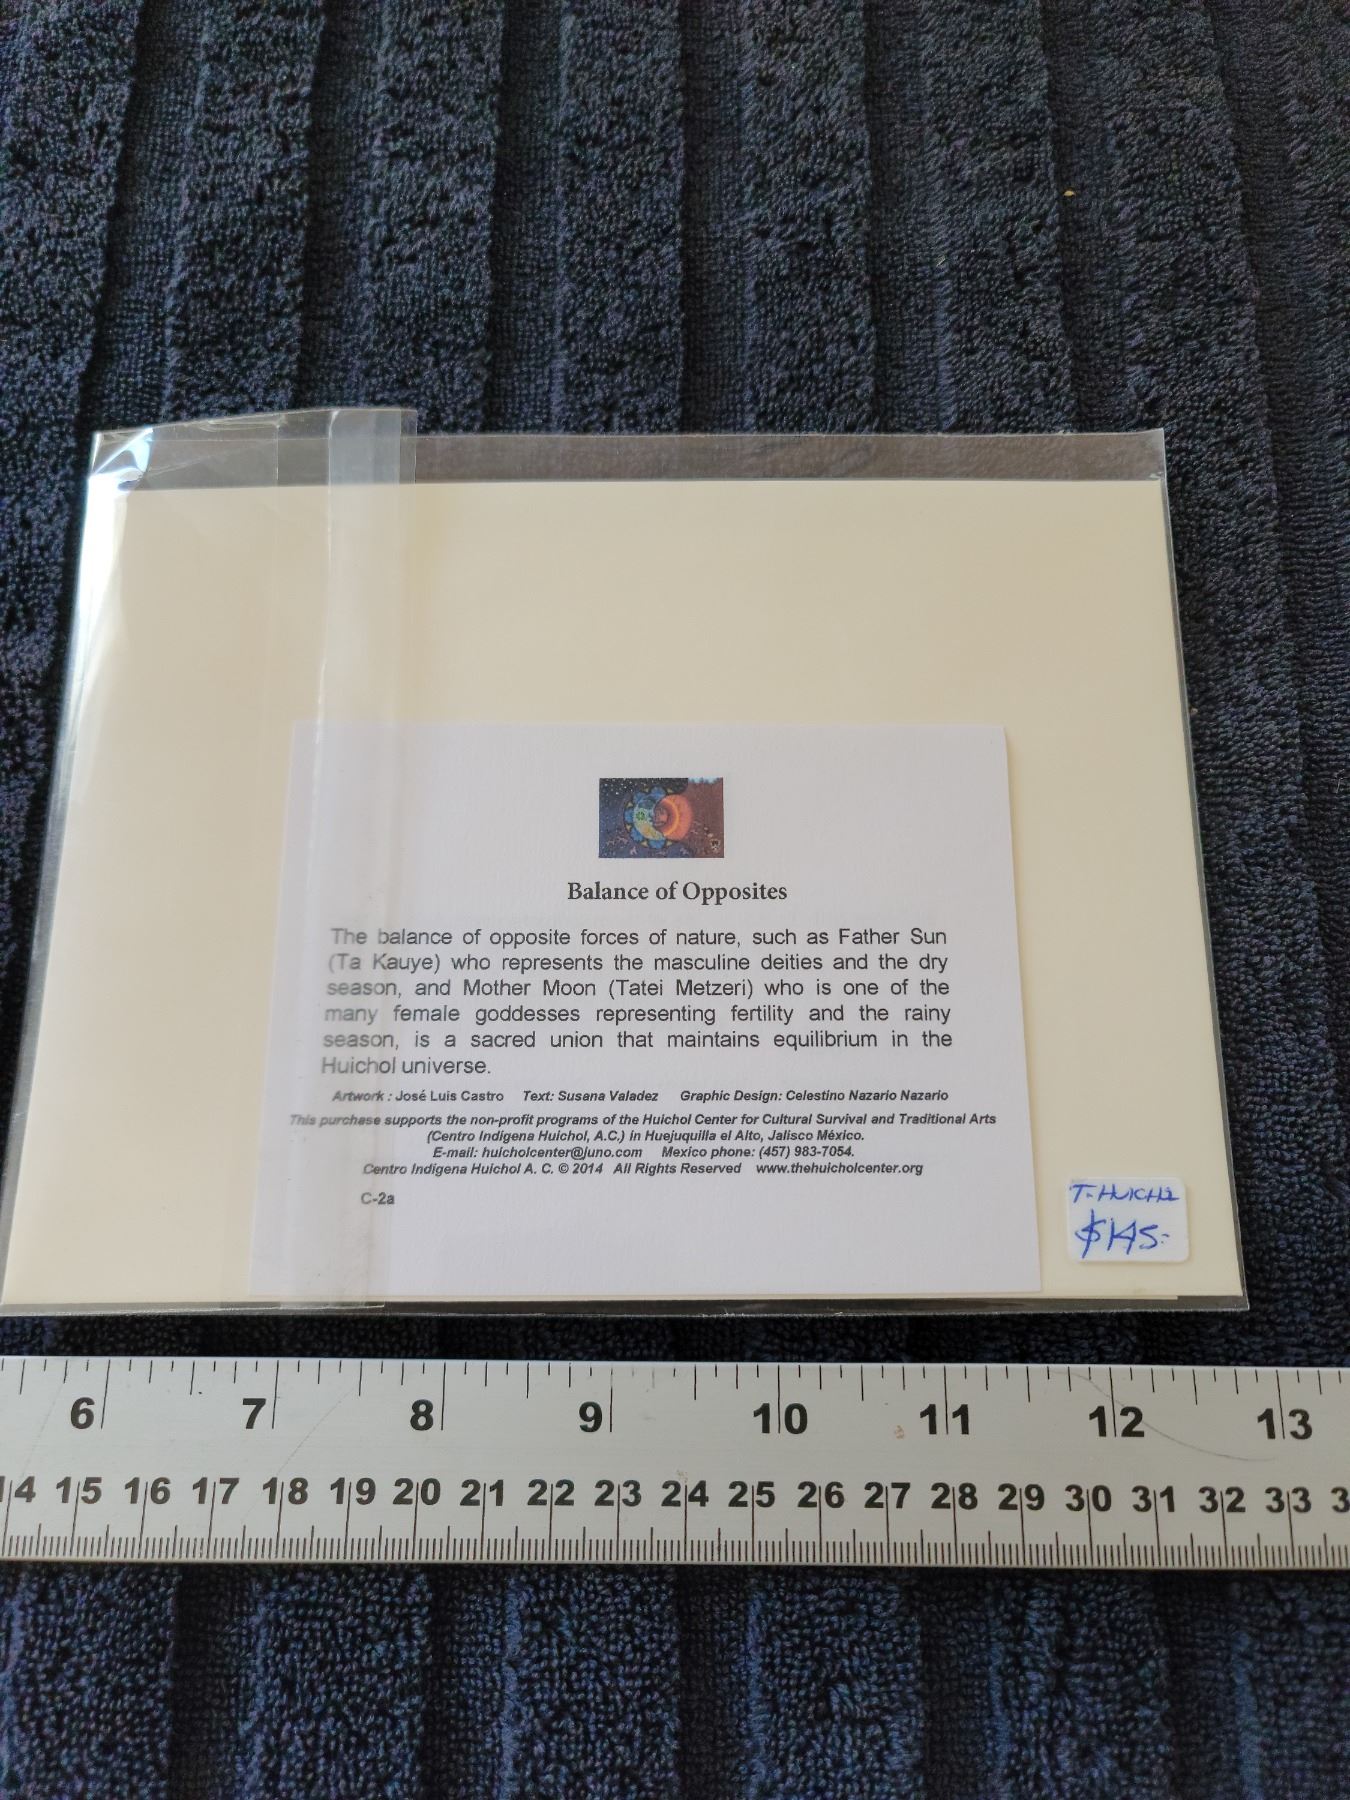 Balance of Opposites
The balance of opposite forces of nature, such as Father Sun
(Ta Kauye) who represents the masculine deities and the dry
season, and Mother Moon (Tatei Metzeri) who is one of the
many female goddesses representing fertility and the rainy
season, is a sacred union that maintains equilibrium in the
Huichol universe.
Artwork : José Luis Castro Text: Susana Valadez Graphic Design: Celestino Nazario Nazario
This purchase supports the non-profit programs of the Huichol Center for Cultural Survival and Traditional Arts
(Centro Indígena Huichol, A.C.) in Huejuquilla el Alto, Jalisco México.
E-mail: huicholcenter@juno.com Mexico phone: (457) 983-7054.
Centro Indígena Huichol A. C. © 2014 All Rights Reserved www.thehuicholcenter.org
C-2a
$145-
6 7 8 9 10 11 12 13
14 15 16 17 18 19 20 21 22 23 24 25 26 27 28 29 30 31 32 33 3